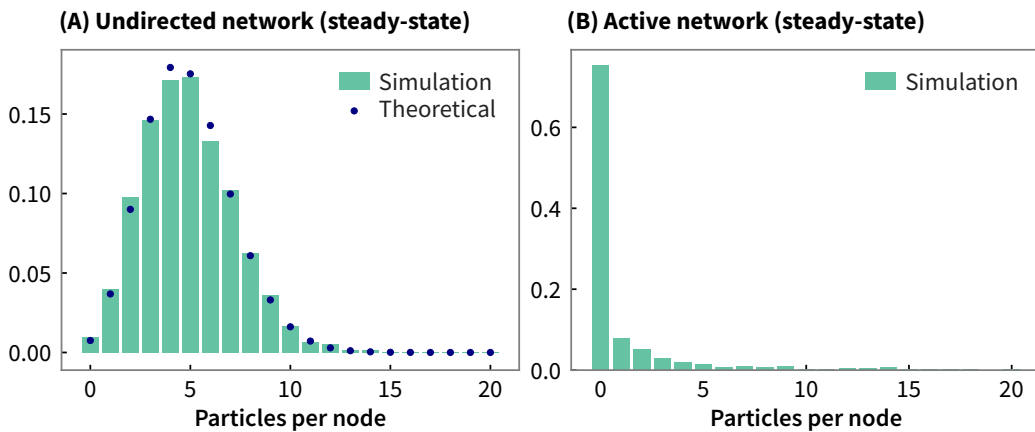 (A) Undirected network (steady-state)
Simulation
Theoretical
0.15
0.10
0.05
0.00
0 5 10 15 20
Particles per node
(B) Active network (steady-state)
Simulation
0.6
0.4
0.2
0.0
0 5 10 15 20
Particles per node